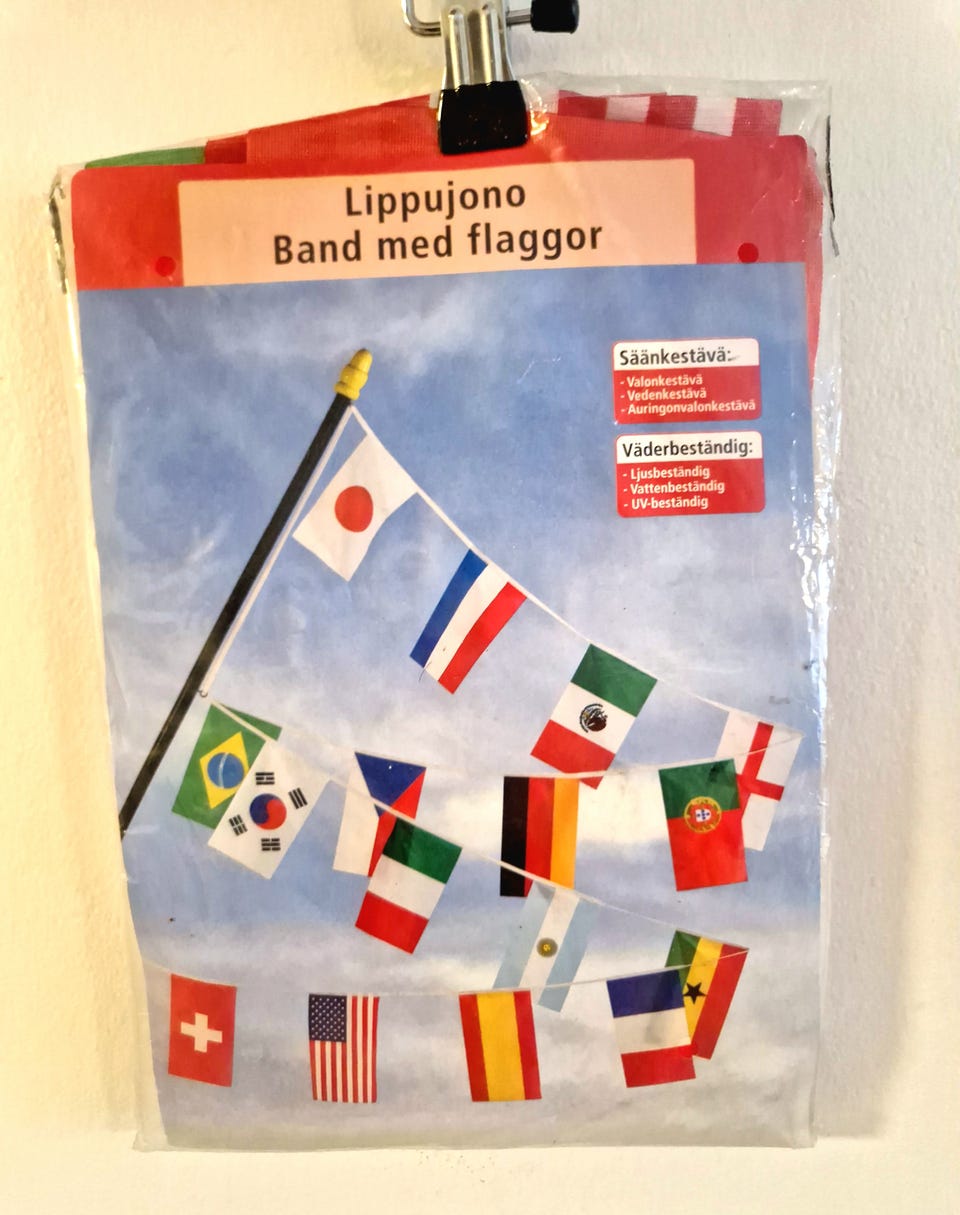 Lippujono
Band med flaggor
Säänkestävä:
- Valonkestävä
- Vedenkestävä
- Auringonvalonkestävä
Väderbeständig:
- Ljusbeständig
- Vattenbeständig
- UV-beständig